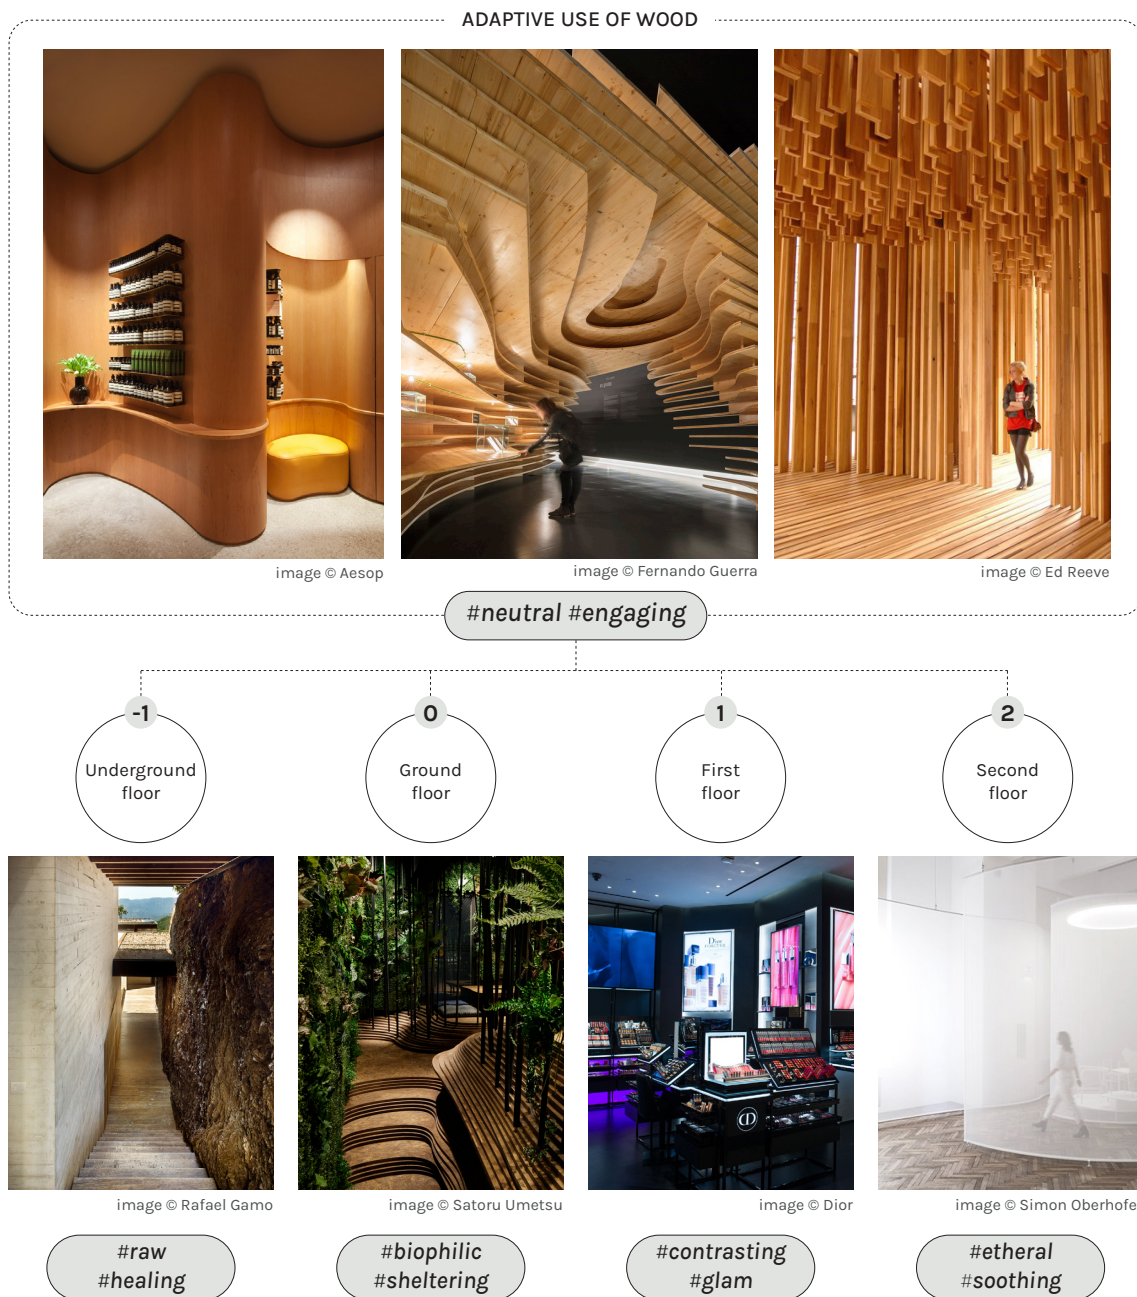 ADAPTIVE USE OF WOOD
image © Aesop
image © Fernando Guerra
image © Ed Reeve
#neutral #engaging
-1
0
1
2
Underground
floor
Ground
floor
First
floor
Second
floor
Dior
CD
image © Rafael Gamo
image © Satoru Umetsu
image © Dior
image © Simon Oberhofe
#raw
#healing
#biophilic
#sheltering
#contrasting
#glam
#etheral
#soothing